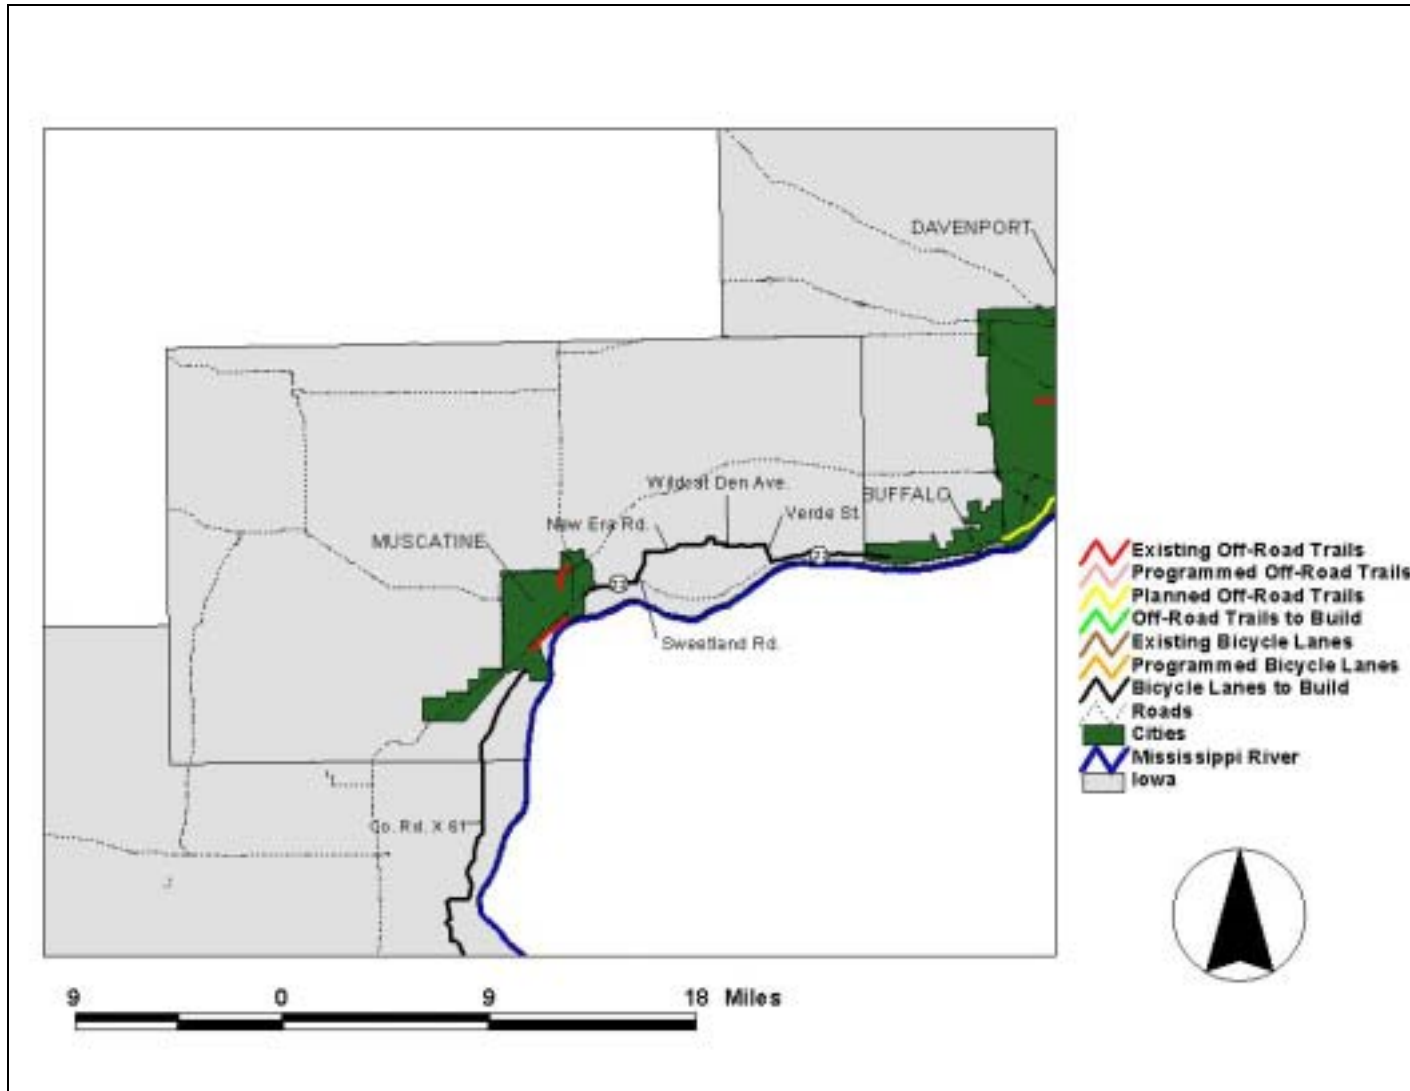 DAVENPORT
Wildcat Den Ave.
BUFFALO
Verde St.
New Era Rd.
MUSCATINE
22
Sweetland Rd.
Co. Rd. X 61
Existing Off-Road Trails
Programmed Off-Road Trails
Planned Off-Road Trails
Off-Road Trails to Build
Existing Bicycle Lanes
Programmed Bicycle Lanes
Bicycle Lanes to Build
Roads
Cities
Mississippi River
Iowa
9 0 9 18 Miles